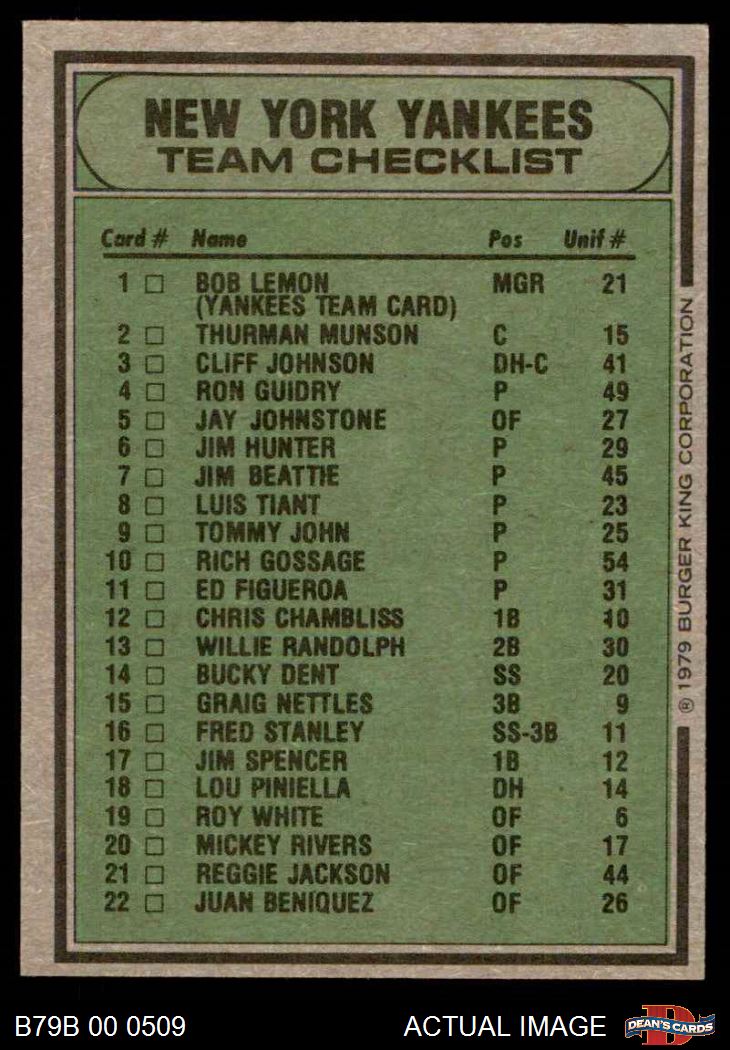 NEW YORK YANKEES
TEAM CHECKLIST
Card # Name Pos Unif #
1 BOB LEMON MGR 21
(YANKEES TEAM CARD)
2 THURMAN MUNSON C 15
3 CLIFF JOHNSON DH-C 41
4 RON GUIDRY P 49
5 JAY JOHNSTONE OF 27
6 JIM HUNTER P 29
7 JIM BEATTIE P 45
8 LUIS TIANT P 23
9 TOMMY JOHN P 25
10 RICH GOSSAGE P 54
11 ED FIGUEROA P 31
12 CHRIS CHAMBLISS 1B 10
13 WILLIE RANDOLPH 2B 30
14 BUCKY DENT SS 20
15 GRAIG NETTLES 3B 9
16 FRED STANLEY SS-3B 11
17 JIM SPENCER 1B 12
18 LOU PINIELLA DH 14
19 ROY WHITE OF 6
20 MICKEY RIVERS OF 17
21 REGGIE JACKSON OF 44
22 JUAN BENIQUEZ OF 26
® 1979 BURGER KING CORPORATION
B79B 00 0509 ACTUAL IMAGE
D
DEAN'S CARDS